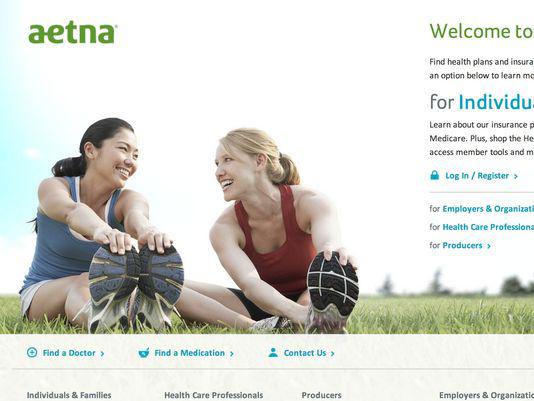 aetna
Welcome to
Find health plans and insura
an option below to learn mo
for Individua
Learn about our insurance p
Medicare. Plus, shop the He
access member tools and m
Log In / Register
for Employers & Organizati
for Health Care Professiona
for Producers
Find a Doctor
Find a Medication
Contact Us
Individuals & Families
Health Care Professionals
Producers
Employers & Organizatio